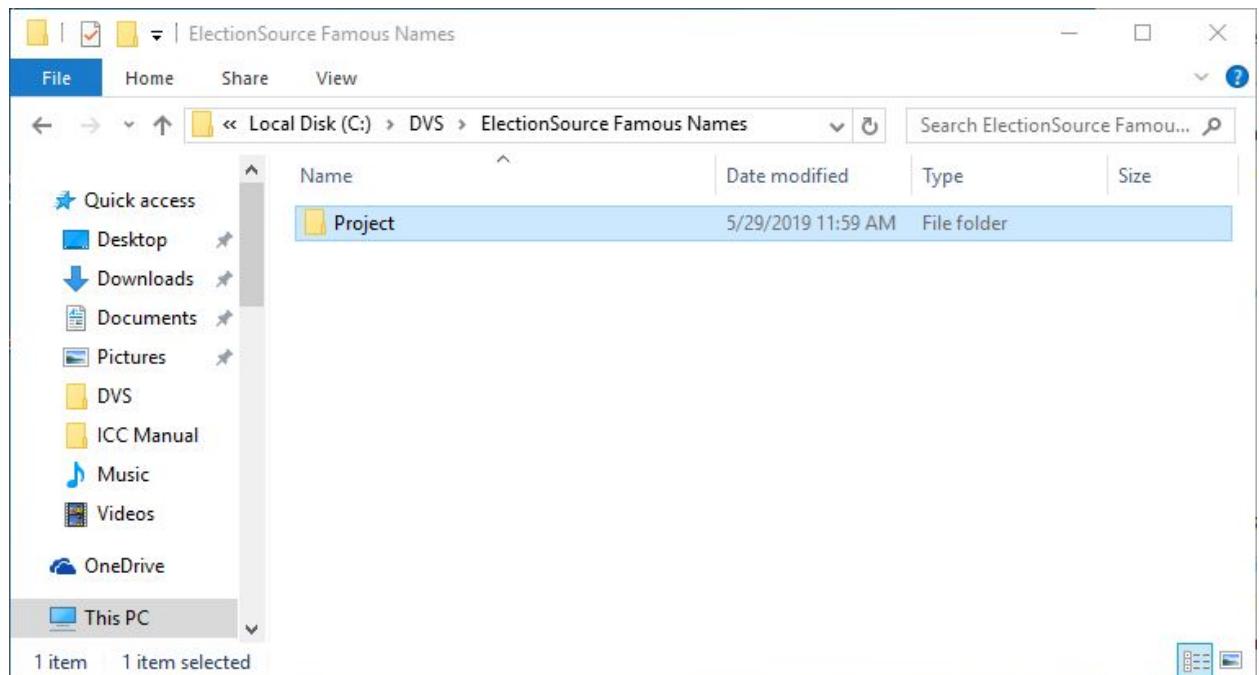 ElectionSource Famous Names
File Home Share View
« Local Disk (C:) > DVS > ElectionSource Famous Names Search ElectionSource Famou...
Name Date modified Type Size
Quick access
Project 5/29/2019 11:59 AM File folder
Desktop
Downloads
Documents
Pictures
DVS
ICC Manual
Music
Videos
OneDrive
This PC
1 item 1 item selected